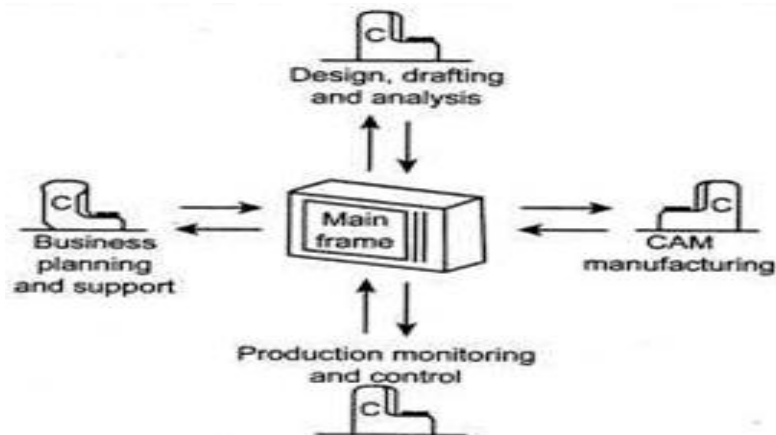 C
Design, drafting
and analysis
C
Business
planning
and support
Main
frame
C
CAM
manufacturing
Production monitoring
and control
C